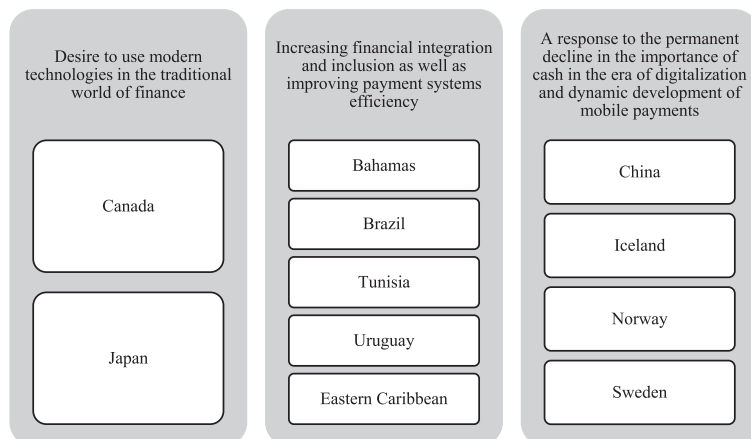 Desire to use modern
technologies in the traditional
world of finance
Canada
Japan
Increasing financial integration
and inclusion as well as
improving payment systems
efficiency
Bahamas
Brazil
Tunisia
Uruguay
Eastern Caribbean
A response to the permanent
decline in the importance of
cash in the era of digitalization
and dynamic development of
mobile payments
China
Iceland
Norway
Sweden